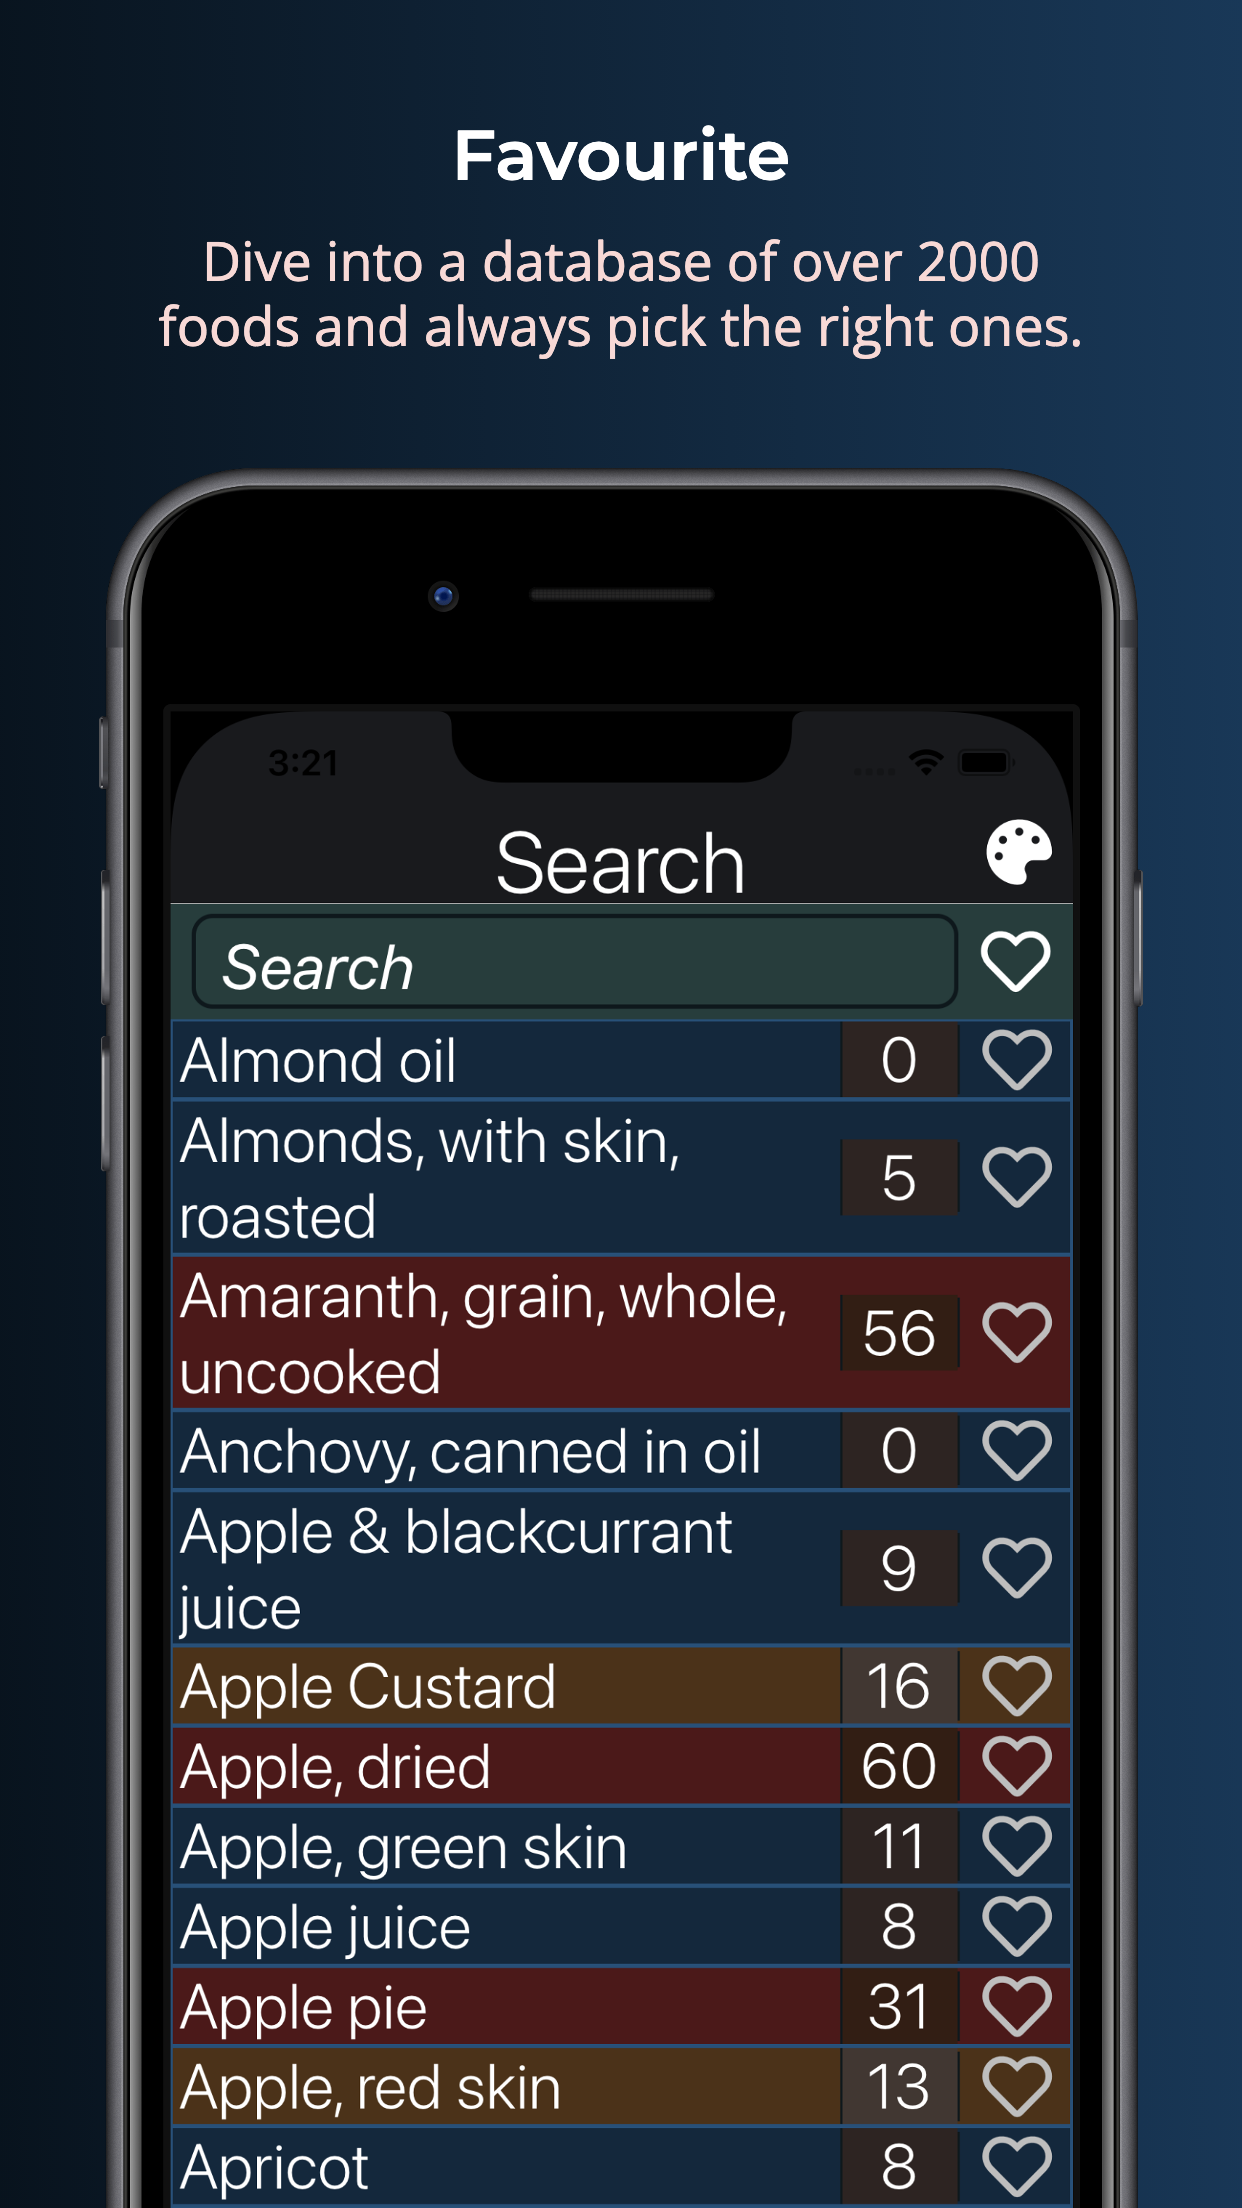 Favourite
Dive into a database of over 2000
foods and always pick the right ones.
3:21
Search
Search
Almond oil 0
Almonds, with skin,
roasted 5
Amaranth, grain, whole,
uncooked 56
Anchovy, canned in oil 0
Apple & blackcurrant
juice 9
Apple Custard 16
Apple, dried 60
Apple, green skin 11
Apple juice 8
Apple pie 31
Apple, red skin 13
Apricot 8